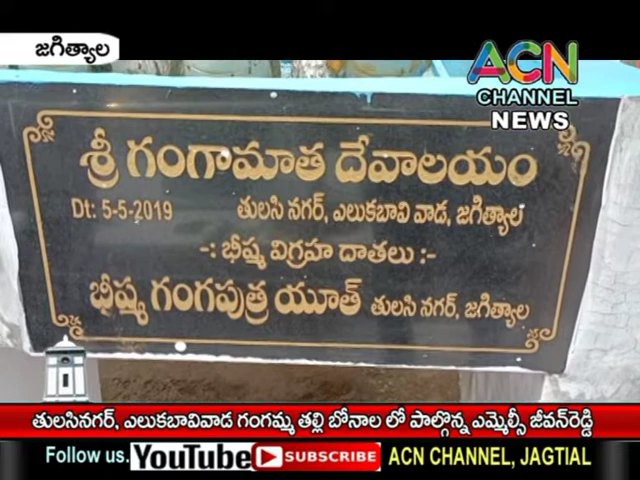 జగిత్యాల
ACN
CHANNEL
NEWS
శ్రీ గంగామాత దేవాలయం
Dt: 5-5-2019 తులసి నగర్, ఎలుకబావి వాడ, జగిత్యాల
-: భీష్మ విగ్రహ దాతలు :-
భీష్మ గంగపుత్ర యూత్ తులసి నగర్, జగిత్యాల
తులసినగర్, ఎలుకబావివాడ గంగమ్మ తల్లి బోనాల లో పాల్గొన్న ఎమ్మెల్సీ జీవన్‌రెడ్డి
Follow us. YouTube SUBSCRIBE ACN CHANNEL, JAGTIAL